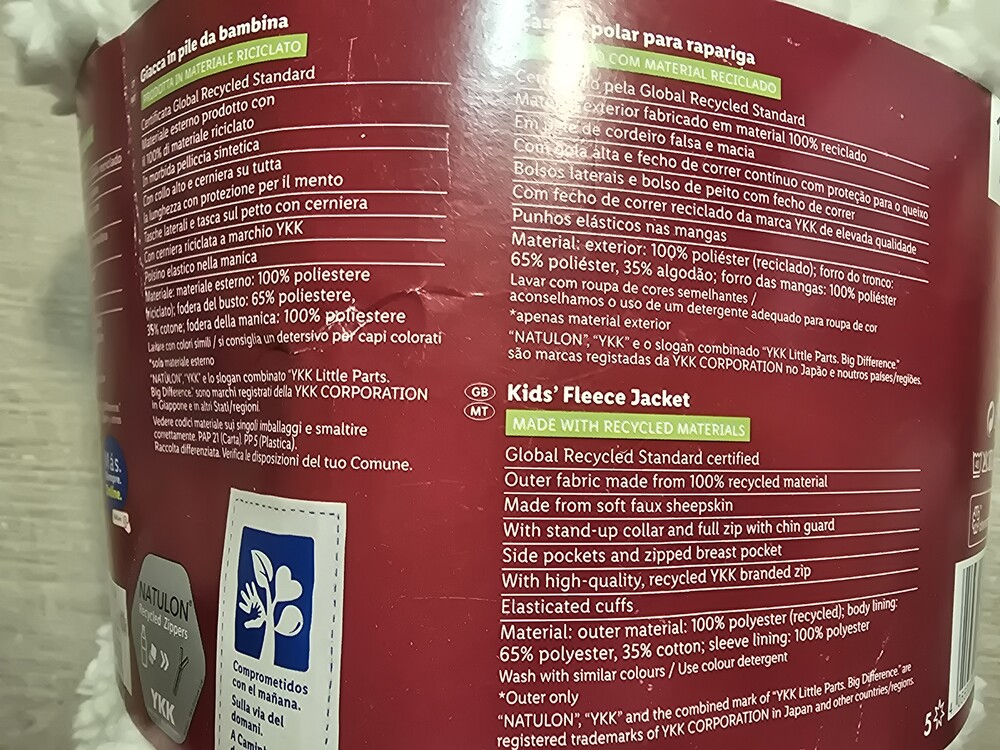 Giacca in pile da bambina
PRODOTTA IN MATERIALE RICICLATO
Certificata Global Recycled Standard
Materiale esterno prodotto con
il 100% di materiale riciclato
In morbida pelliccia sintetica
Con collo alto e cerniera su tutta
la lunghezza con protezione per il mento
Tasche laterali e tasca sul petto con cerniera
Con cerniera riciclata a marchio YKK
Polsino elastico nella manica
Materiale: materiale esterno: 100% poliestere
(riciclato); fodera del busto: 65% poliestere,
35% cotone; fodera della manica: 100% poliestere
Lavare con colori simili / si consiglia un detersivo per capi colorati
*solo materiale esterno
"NATULON", "YKK" e lo slogan combinato "YKK Little Parts.
Big Difference." sono marchi registrati della YKK CORPORATION
in Giappone e in altri Stati/regioni.
Vedere codici materiale sui singoli imballaggi e smaltire
correttamente. PAP 21 (Carta). PP 5 (Plastica).
Raccolta differenziata. Verifica le disposizioni del tuo Comune.
polar para rapariga
COM MATERIAL RECICLADO
pela Global Recycled Standard
exterior fabricado em material 100% reciclado
Em de cordeiro falsa e macia
Com gola alta e fecho de correr contínuo com proteção para o queixo
Bolsos laterais e bolso de peito com fecho de correr
Com fecho de correr reciclado da marca YKK de elevada qualidade
Punhos elásticos nas mangas
Material: exterior: 100% poliéster (reciclado); forro do tronco:
65% poliéster, 35% algodão; forro das mangas: 100% poliéster
Lavar com roupa de cores semelhantes /
aconselhamos o uso de um detergente adequado para roupa de cor
*apenas material exterior
"NATULON", "YKK" e o slogan combinado "YKK Little Parts. Big Difference."
são marcas registadas da YKK CORPORATION no Japão e noutros países/regiões.
GB
MT
Kids' Fleece Jacket
MADE WITH RECYCLED MATERIALS
Global Recycled Standard certified
Outer fabric made from 100% recycled material
Made from soft faux sheepskin
With stand-up collar and full zip with chin guard
Side pockets and zipped breast pocket
With high-quality, recycled YKK branded zip
Elasticated cuffs
Material: outer material: 100% polyester (recycled); body lining:
65% polyester, 35% cotton; sleeve lining: 100% polyester
Wash with similar colours / Use colour detergent
*Outer only
"NATULON", "YKK" and the combined mark of "YKK Little Parts. Big Difference." are
registered trademarks of YKK CORPORATION in Japan and other countries/regions.
NATULON®
Recycled Zippers
YKK
Comprometidos
con el mañana.
Sulla via del
domani.
5